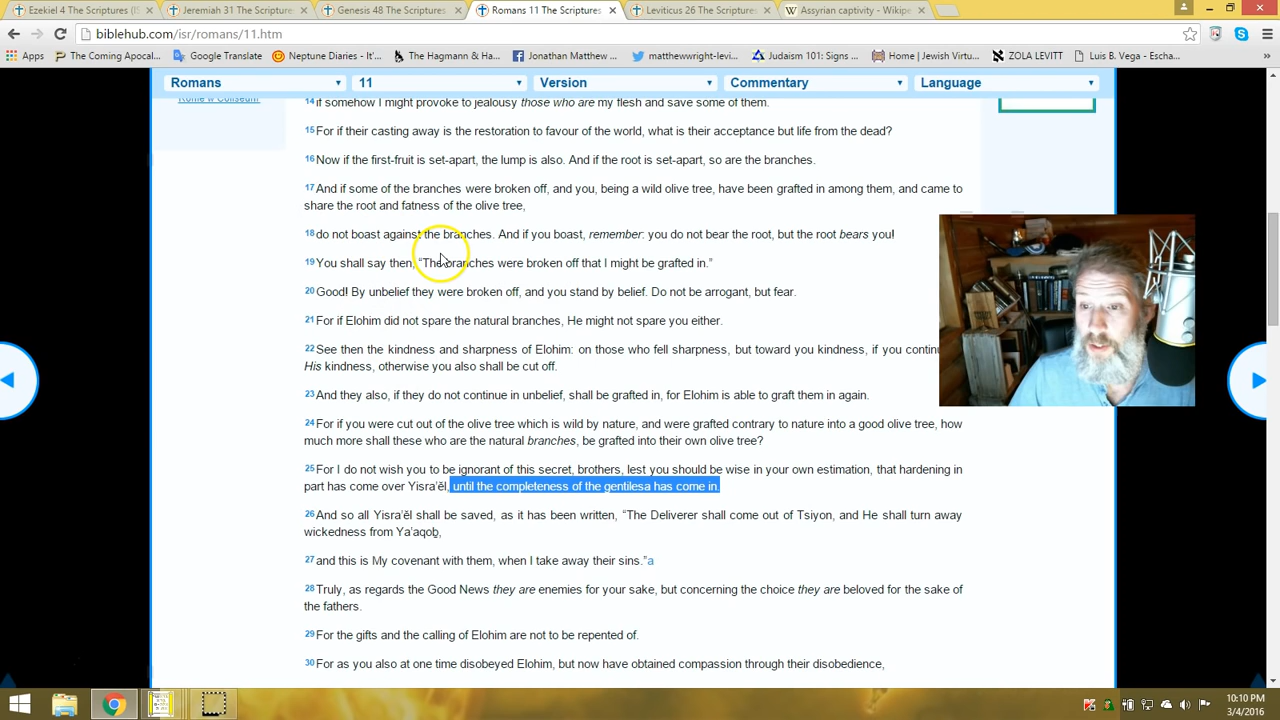 Ezekiel 4 The Scriptures (IS
Jeremiah 31 The Scriptures
Genesis 48 The Scriptures
Romans 11 The Scriptures
Leviticus 26 The Scriptures
Assyrian captivity - Wikipe
biblehub.com/isr/romans/11.htm
Apps
The Coming Apocal...
Google Translate
Neptune Diaries - It'...
The Hagmann & Ha...
Jonathan Matthew ...
matthewwright-levi...
Judaism 101: Signs ...
Home | Jewish Virtu...
ZOLA LEVITT
Luis B. Vega - Escha...
Romans
11
Version
Commentary
Language
Rome w Coliseum
14 if somehow I might provoke to jealousy those who are my flesh and save some of them.
15 For if their casting away is the restoration to favour of the world, what is their acceptance but life from the dead?
16 Now if the first-fruit is set-apart, the lump is also. And if the root is set-apart, so are the branches.
17 And if some of the branches were broken off, and you, being a wild olive tree, have been grafted in among them, and came to
share the root and fatness of the olive tree,
18 do not boast against the branches. And if you boast, remember: you do not bear the root, but the root bears you!
19 You shall say then, “The branches were broken off that I might be grafted in.”
20 Good! By unbelief they were broken off, and you stand by belief. Do not be arrogant, but fear.
21 For if Elohim did not spare the natural branches, He might not spare you either.
22 See then the kindness and sharpness of Elohim: on those who fell sharpness, but toward you kindness, if you continu
His kindness, otherwise you also shall be cut off.
23 And they also, if they do not continue in unbelief, shall be grafted in, for Elohim is able to graft them in again.
24 For if you were cut out of the olive tree which is wild by nature, and were grafted contrary to nature into a good olive tree, how
much more shall these who are the natural branches, be grafted into their own olive tree?
25 For I do not wish you to be ignorant of this secret, brothers, lest you should be wise in your own estimation, that hardening in
part has come over Yisra’ĕl, until the completeness of the gentilesa has come in.
26 And so all Yisra’ĕl shall be saved, as it has been written, “The Deliverer shall come out of Tsiyon, and He shall turn away
wickedness from Ya‛aqoḇ,
27 and this is My covenant with them, when I take away their sins.”a
28 Truly, as regards the Good News they are enemies for your sake, but concerning the choice they are beloved for the sake of
the fathers.
29 For the gifts and the calling of Elohim are not to be repented of.
30 For as you also at one time disobeyed Elohim, but now have obtained compassion through their disobedience,
10:10 PM
3/4/2016